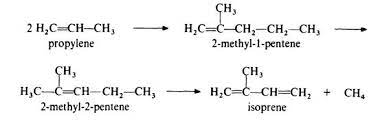 CH₃
2 H₂C=CH—CH₃ ⟶ H₂C=C—CH₂—CH₂—CH₃ ⟶
propylene 2-methyl-1-pentene
CH₃ CH₃
H₃C—C=CH—CH₂—CH₃ ⟶ H₂C=C—CH=CH₂ + CH₄
2-methyl-2-pentene isoprene